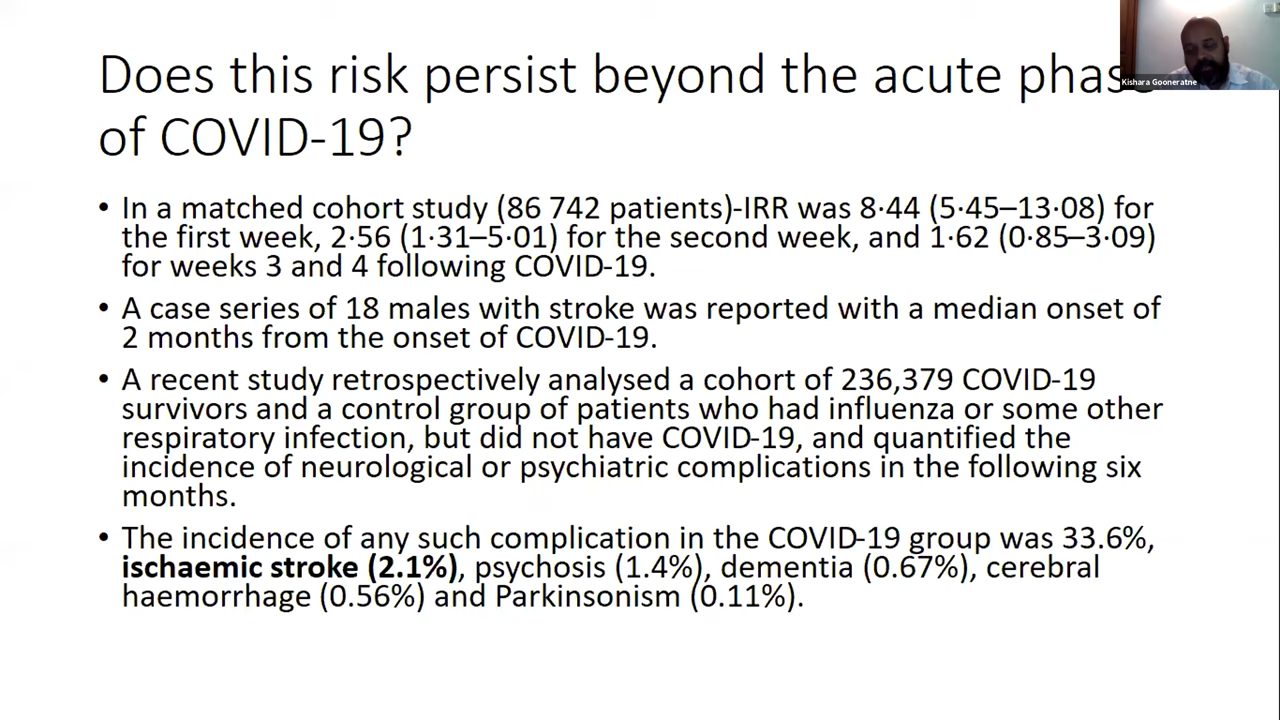 Does this risk persist beyond the acute phase
of COVID-19?
Kishara Gooneratne
• In a matched cohort study (86 742 patients)-IRR was 8·44 (5·45–13·08) for
the first week, 2·56 (1·31–5·01) for the second week, and 1·62 (0·85–3·09)
for weeks 3 and 4 following COVID-19.
• A case series of 18 males with stroke was reported with a median onset of
2 months from the onset of COVID-19.
• A recent study retrospectively analysed a cohort of 236,379 COVID-19
survivors and a control group of patients who had influenza or some other
respiratory infection, but did not have COVID-19, and quantified the
incidence of neurological or psychiatric complications in the following six
months.
• The incidence of any such complication in the COVID-19 group was 33.6%,
ischaemic stroke (2.1%), psychosis (1.4%), dementia (0.67%), cerebral
haemorrhage (0.56%) and Parkinsonism (0.11%).